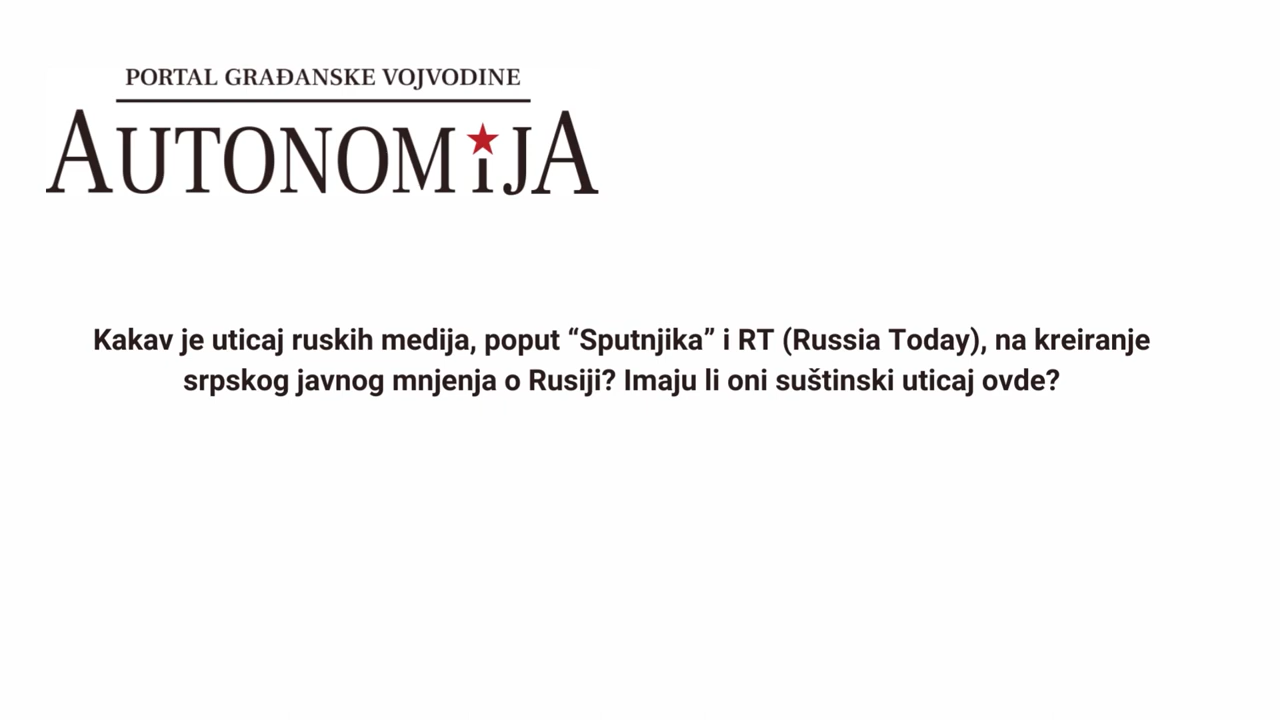 PORTAL GRAĐANSKE VOJVODINE
AUTONOMiJA
Kakav je uticaj ruskih medija, poput “Sputnjika” i RT (Russia Today), na kreiranje
srpskog javnog mnjenja o Rusiji? Imaju li oni suštinski uticaj ovde?